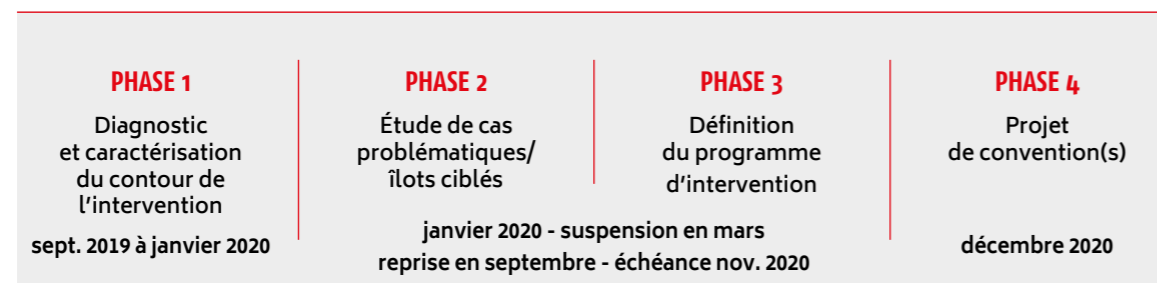 PHASE 1
Diagnostic
et caractérisation
du contour de
l'intervention
sept. 2019 à janvier 2020
PHASE 2
Étude de cas
problématiques/
îlots ciblés
PHASE 3
Définition
du programme
d'intervention
janvier 2020 - suspension en mars
reprise en septembre - échéance nov. 2020
PHASE 4
Projet
de convention(s)
décembre 2020